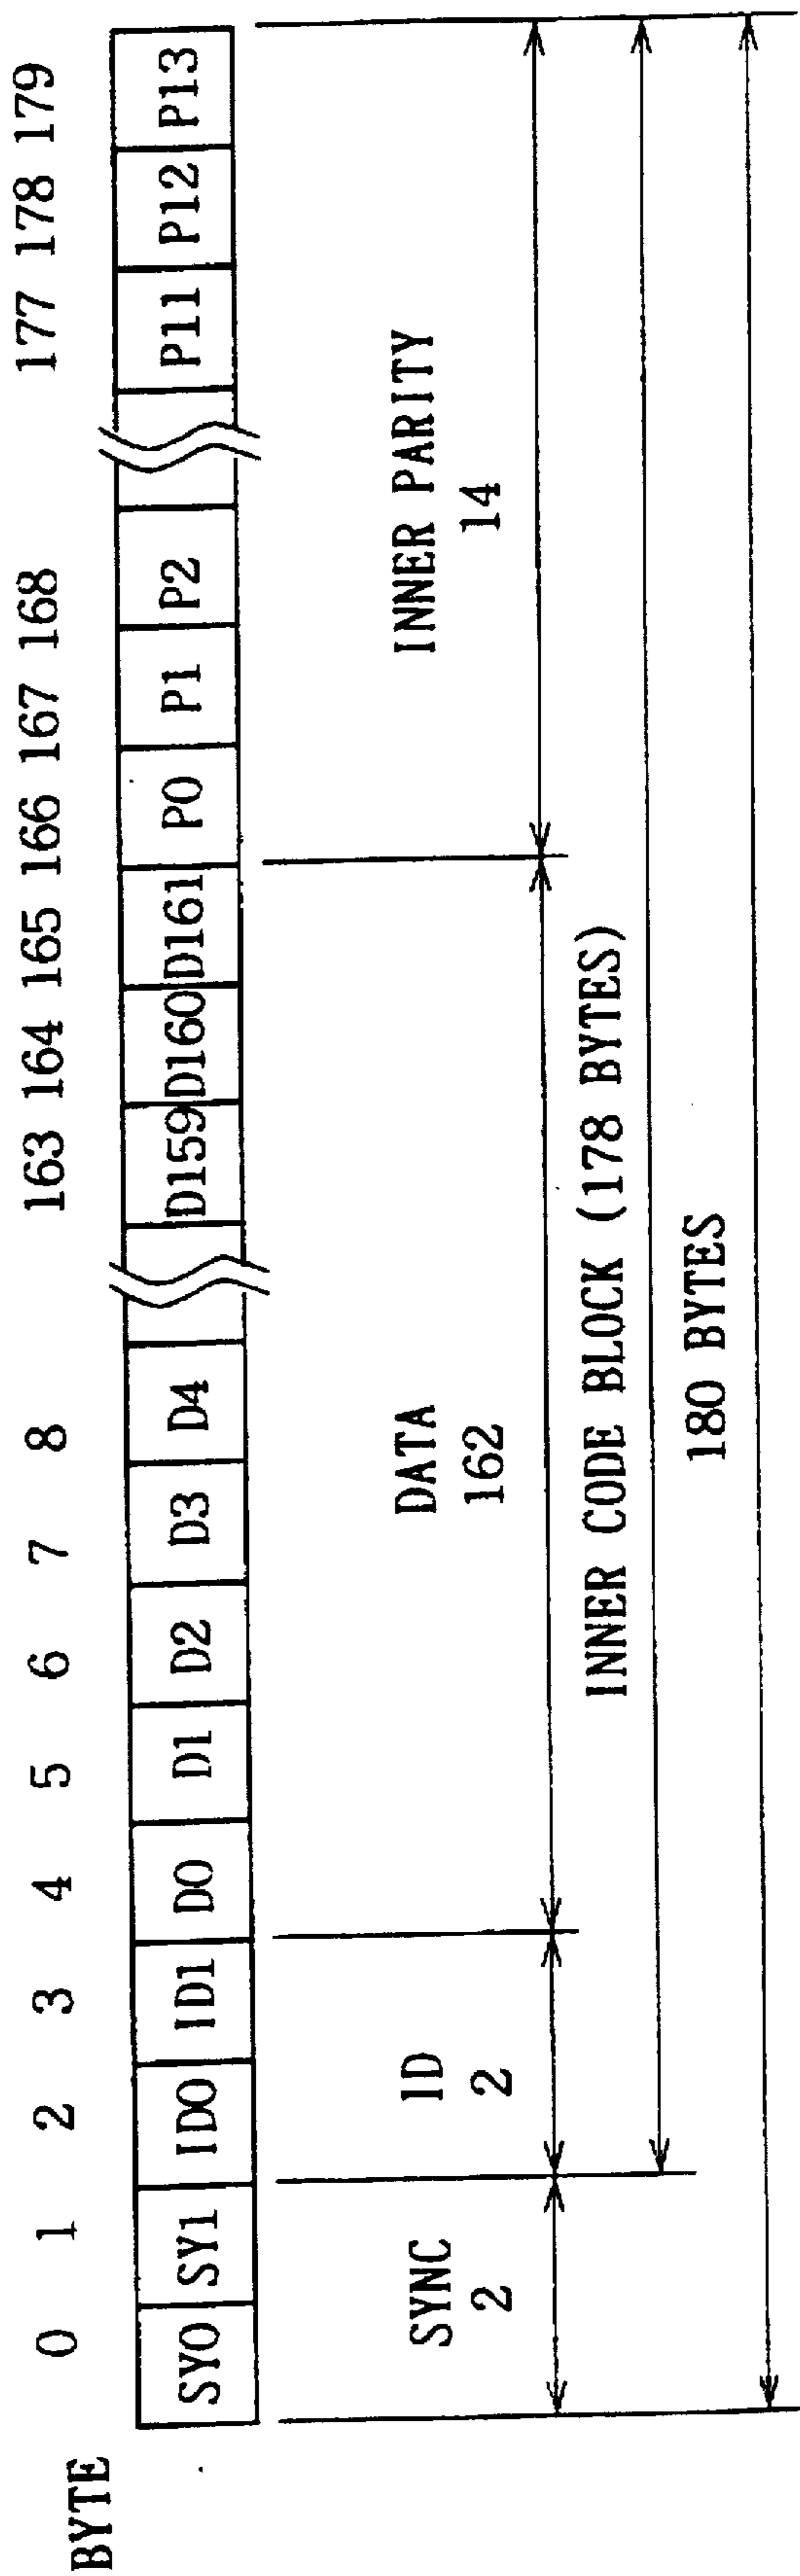 BYTE 0 1 2 3 4 5 6 7 8 163 164 165 166 167 168 177 178 179
SY0 SY1 ID0 ID1 D0 D1 D2 D3 D4 D159 D160 D161 P0 P1 P2 P11 P12 P13
SYNC ID DATA INNER PARITY
2 2 162 14
INNER CODE BLOCK (178 BYTES)
180 BYTES